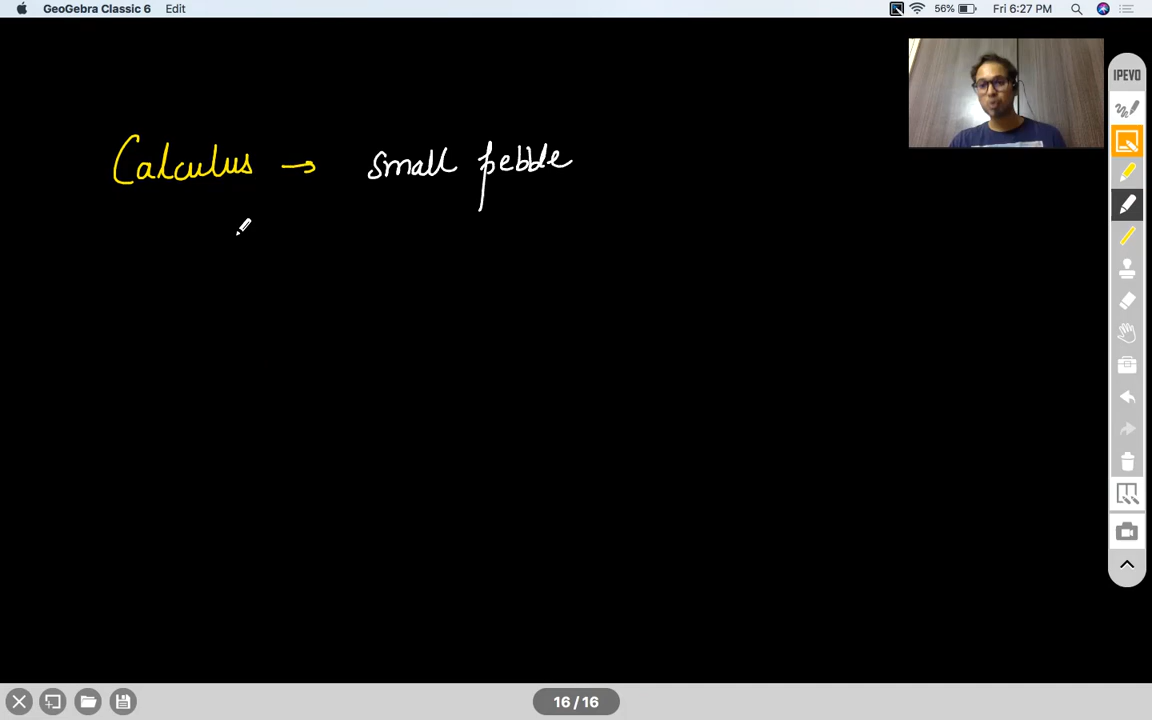 GeoGebra Classic 6 Edit 56% Fri 6:27 PM
IPEVO
Calculus → small pebble
16 / 16